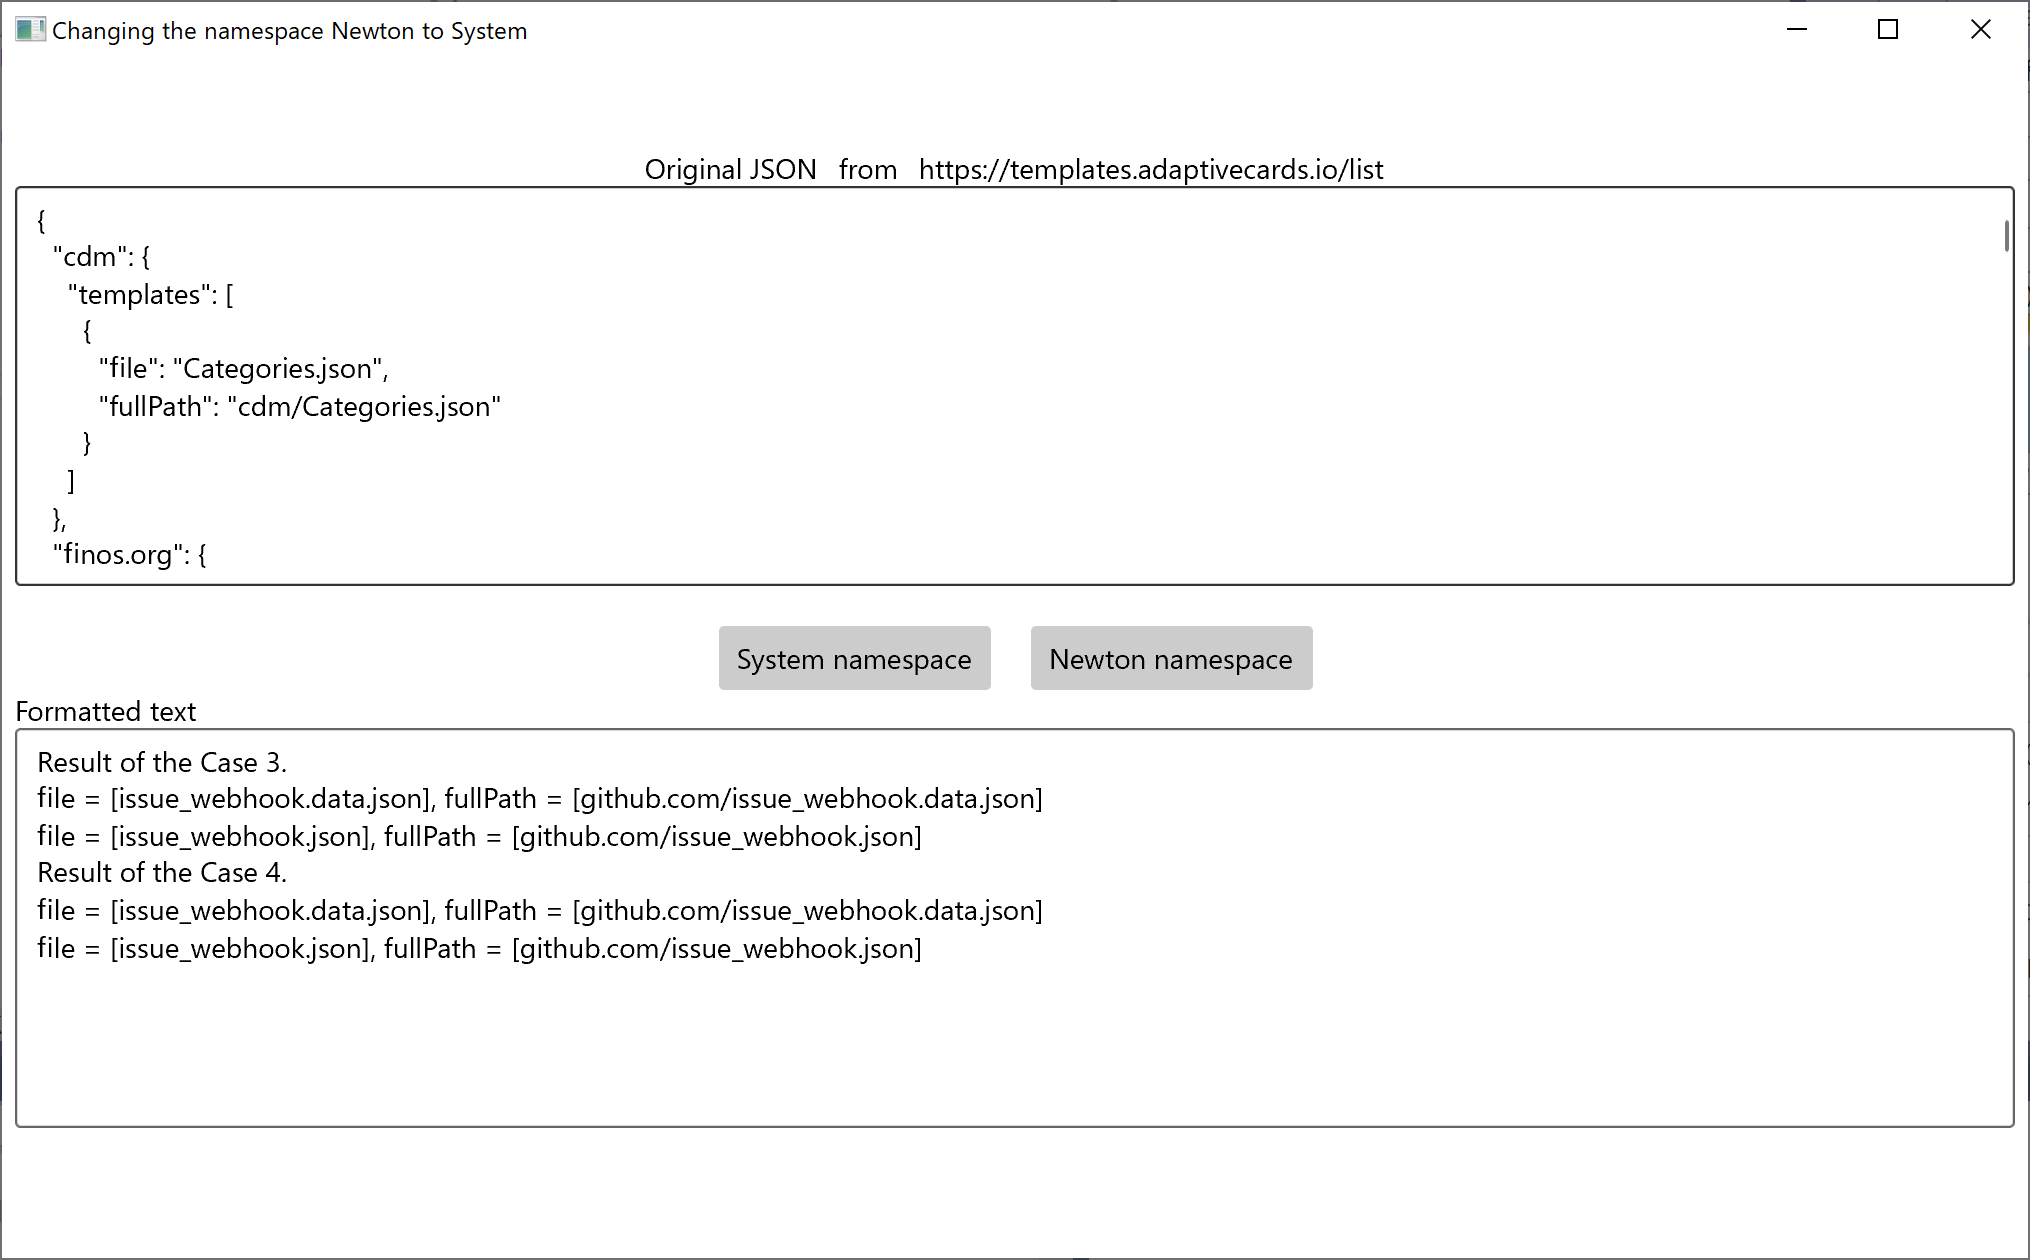 Changing the namespace Newton to System
Original JSON from https://templates.adaptivecards.io/list
{
"cdm": {
"templates": [
{
"file": "Categories.json",
"fullPath": "cdm/Categories.json"
}
]
},
"finos.org": {
System namespace Newton namespace
Formatted text
Result of the Case 3.
file = [issue_webhook.data.json], fullPath = [github.com/issue_webhook.data.json]
file = [issue_webhook.json], fullPath = [github.com/issue_webhook.json]
Result of the Case 4.
file = [issue_webhook.data.json], fullPath = [github.com/issue_webhook.data.json]
file = [issue_webhook.json], fullPath = [github.com/issue_webhook.json]